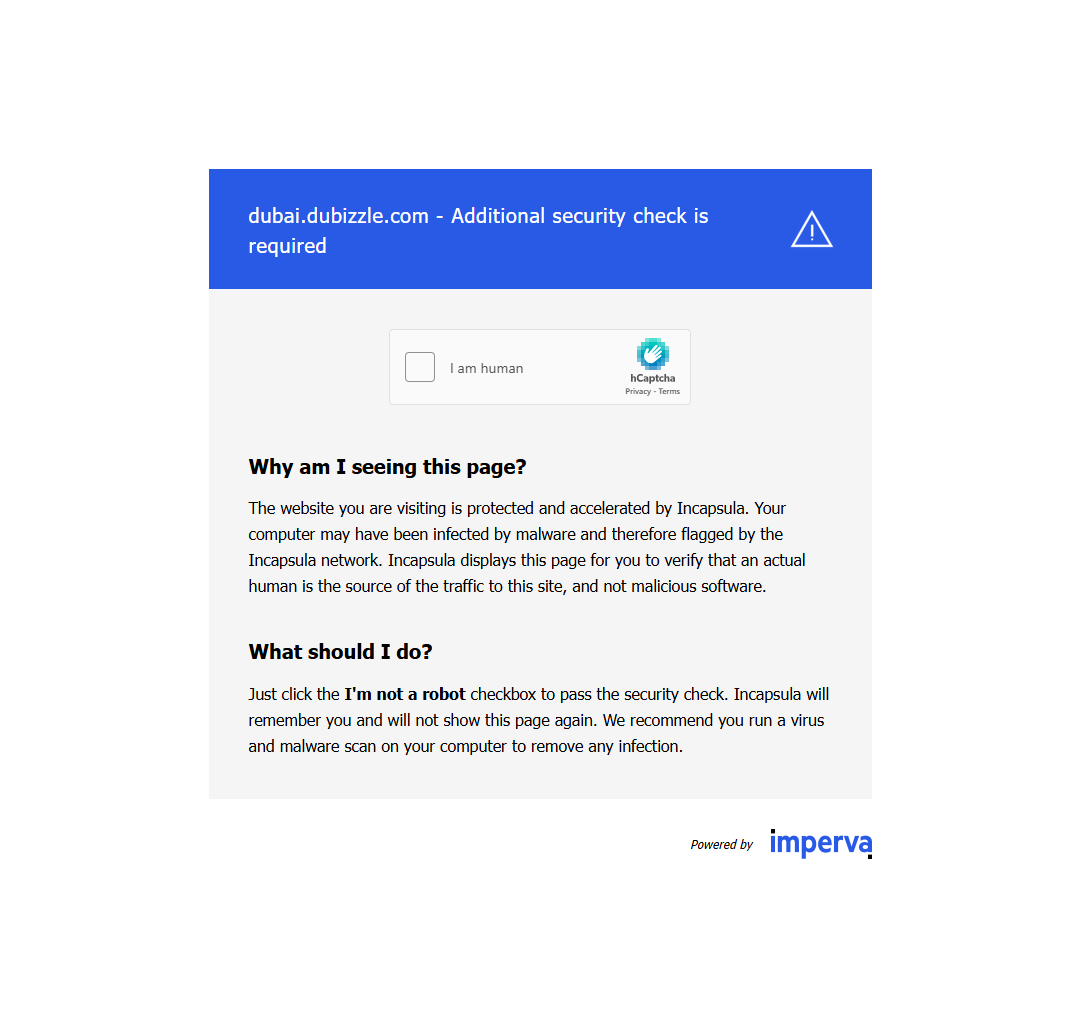 dubai.dubizzle.com - Additional security check is
required
I am human
hCaptcha
Privacy - Terms
Why am I seeing this page?
The website you are visiting is protected and accelerated by Incapsula. Your
computer may have been infected by malware and therefore flagged by the
Incapsula network. Incapsula displays this page for you to verify that an actual
human is the source of the traffic to this site, and not malicious software.
What should I do?
Just click the I'm not a robot checkbox to pass the security check. Incapsula will
remember you and will not show this page again. We recommend you run a virus
and malware scan on your computer to remove any infection.
Powered by imperva